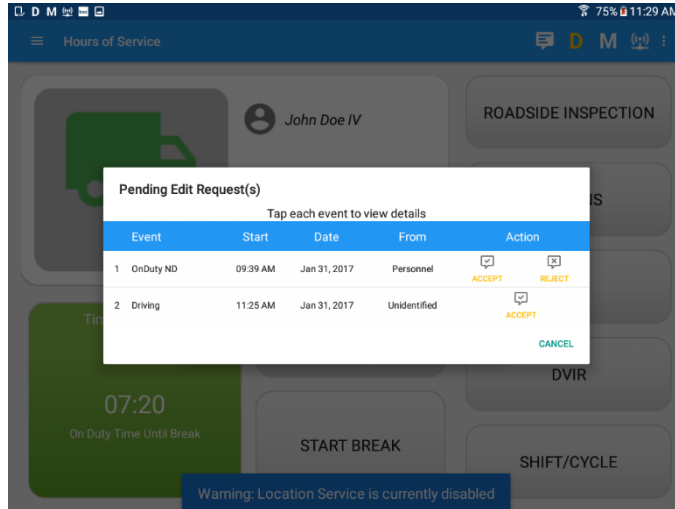 D M 75% 11:29 AM
Hours of Service
D M
John Doe IV
ROADSIDE INSPECTION
Pending Edit Request(s)
Tap each event to view details
Event Start Date From Action
1 OnDuty ND 09:39 AM Jan 31, 2017 Personnel ACCEPT REJECT
2 Driving 11:25 AM Jan 31, 2017 Unidentified ACCEPT
CANCEL
07:20
On Duty Time Until Break
START BREAK
DVIR
SHIFT/CYCLE
Warning: Location Service is currently disabled